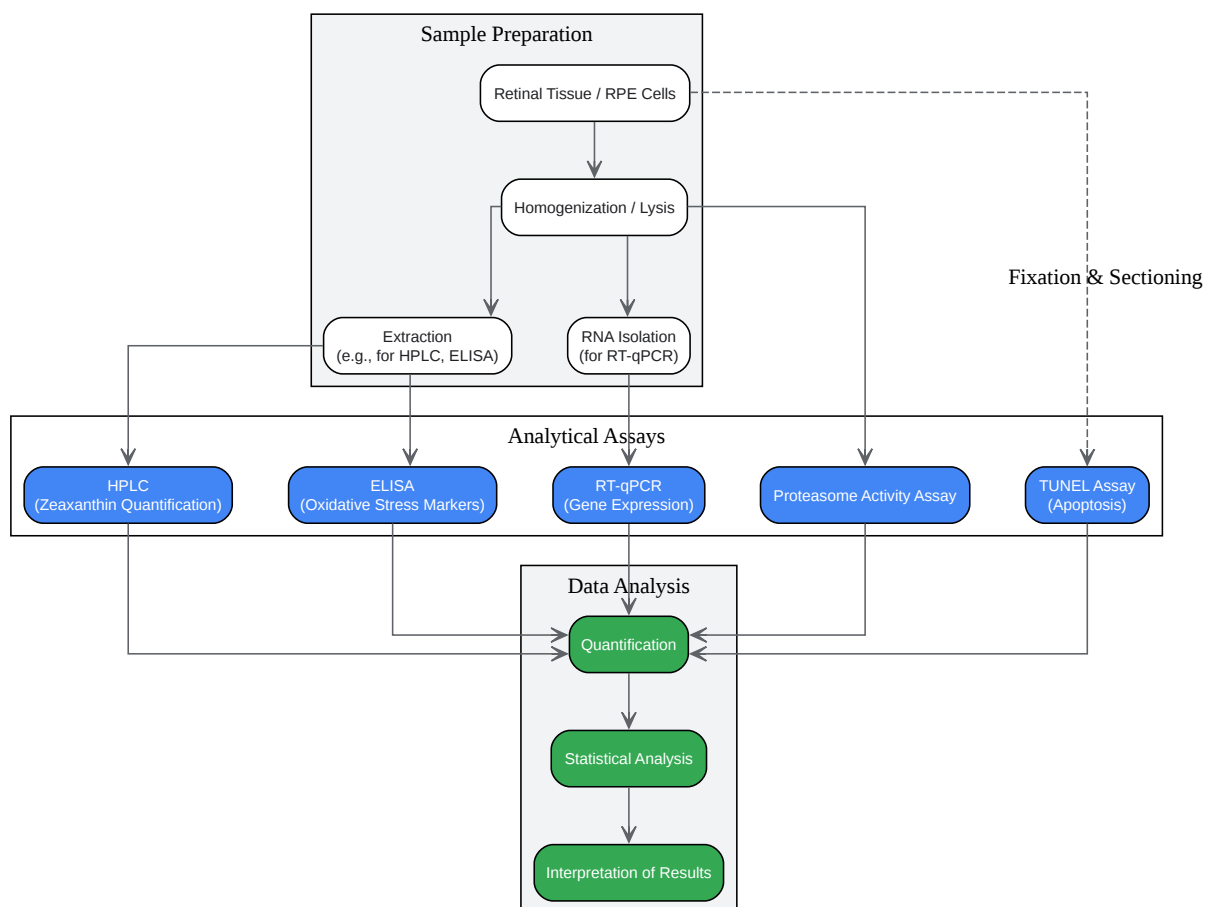 Sample Preparation
Retinal Tissue / RPE Cells
Homogenization / Lysis
Fixation & Sectioning
Extraction
(e.g., for HPLC, ELISA)
RNA Isolation
(for RT-qPCR)
Analytical Assays
HPLC
(Zeaxanthin Quantification)
ELISA
(Oxidative Stress Markers)
RT-qPCR
(Gene Expression)
Proteasome Activity Assay
TUNEL Assay
(Apoptosis)
Data Analysis
Quantification
Statistical Analysis
Interpretation of Results